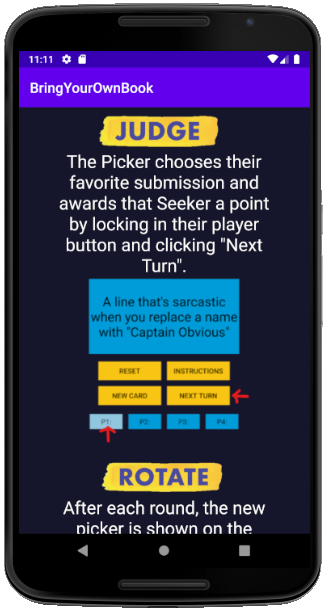 11:11
BringYourOwnBook
JUDGE
The Picker chooses their
favorite submission and
awards that Seeker a point
by locking in their player
button and clicking "Next
Turn".
A line that's sarcastic
when you replace a name
with "Captain Obvious"
RESET INSTRUCTIONS
NEW CARD NEXT TURN
P1: P2: P3: P4:
ROTATE
After each round, the new
picker is shown on the